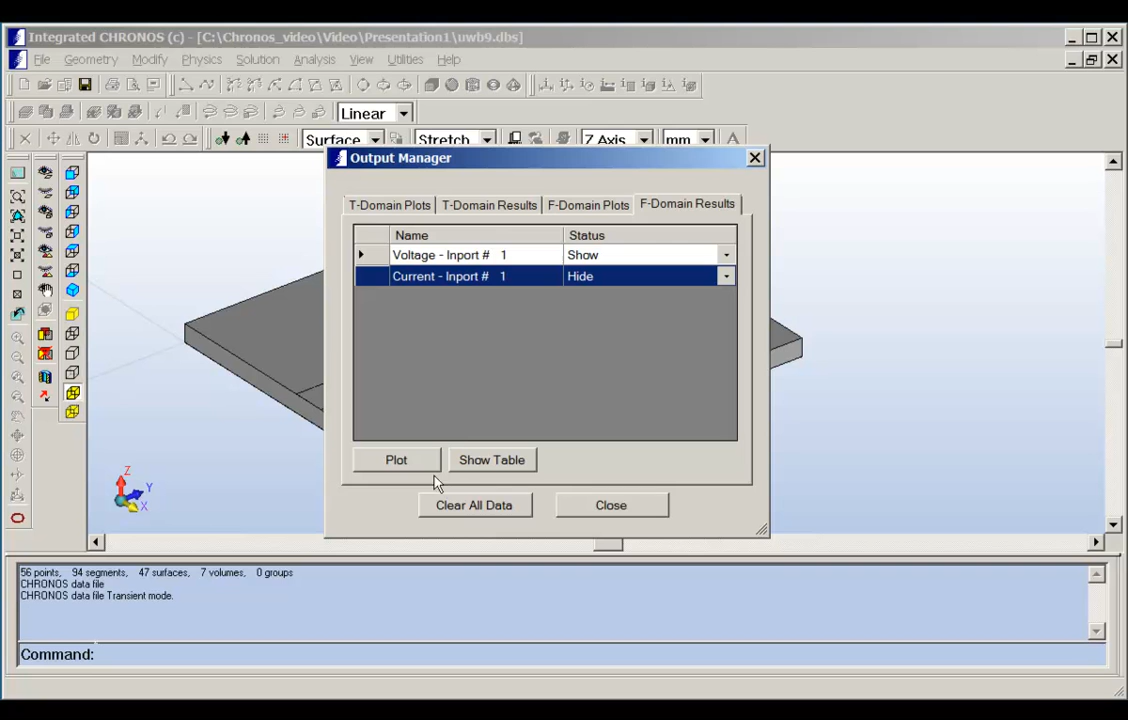 Integrated CHRONOS (c) - [C:\Chronos_video\Video\Presentation1\uwb9.dbs]
File Geometry Modify Physics Solution Analysis View Utilities Help
Linear
Surface Stretch Z Axis mm
Output Manager
T-Domain Plots T-Domain Results F-Domain Plots F-Domain Results
Name Status
Voltage - Inport # 1 Show
Current - Inport # 1 Hide
Plot Show Table
Clear All Data Close
Z
Y
X
56 points, 94 segments, 47 surfaces, 7 volumes, 0 groups
CHRONOS data file
CHRONOS data file Transient mode.
Command: